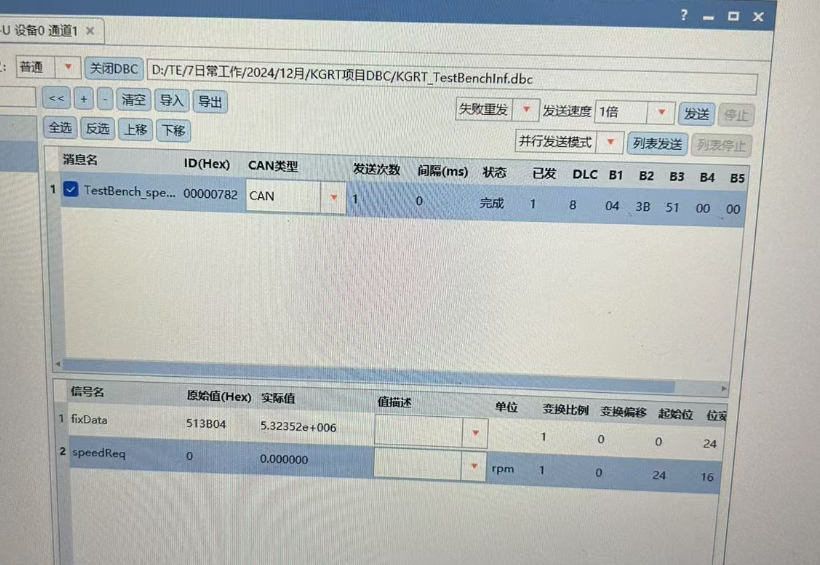 -U 设备0 通道1 ×
? 
: 普通 关闭DBC D:/TE/7日常工作/2024/12月/KGRT项目DBC/KGRT_TestBenchInf.dbc
<< + - 清空 导入 导出 失败重发 发送速度 1倍 发送 停止
全选 反选 上移 下移 并行发送模式 列表发送 列表停止
消息名 ID(Hex) CAN类型 发送次数 间隔(ms) 状态 已发 DLC B1 B2 B3 B4 B5
1 TestBench_spe... 00000782 CAN 1 0 完成 1 8 04 3B 51 00 00
信号名 原始值(Hex) 实际值 值描述 单位 变换比例 变换偏移 起始位
1 fixData 513B04 5.32352e+006 1 0 0 24
2 speedReq 0 0.000000 rpm 1 0 24 16